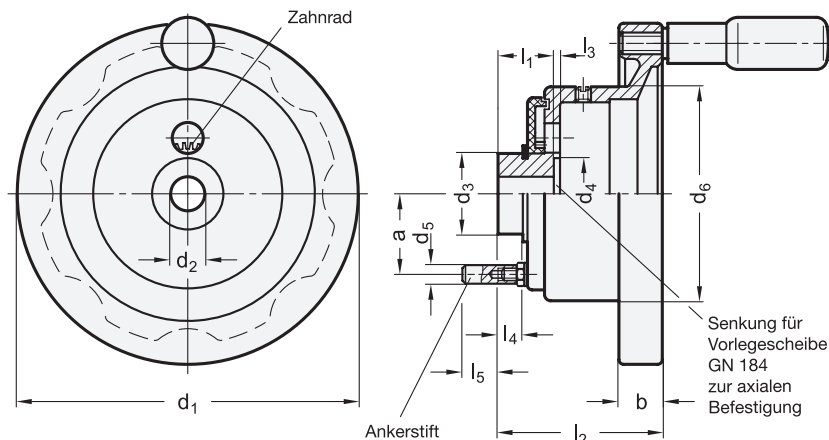 Zahnrad
d2
d1
l1
l3
d3
d4
d6
a
d5
l4
l5
b
l2
Ankerstift
Senkung für
Vorlegescheibe
GN 184
zur axialen
Befestigung